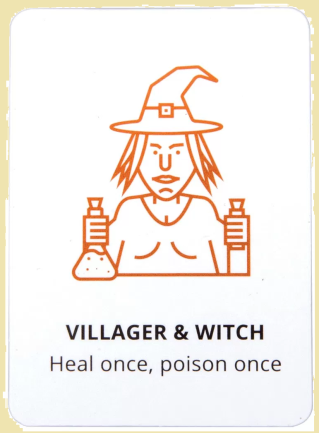 VILLAGER & WITCH
Heal once, poison once